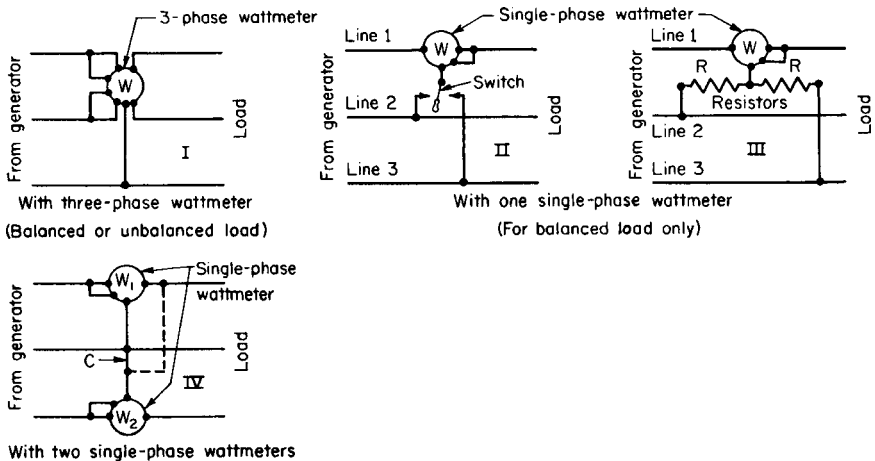 3-phase wattmeter
W
From generator
Load
I
With three-phase wattmeter
(Balanced or unbalanced load)
Single-phase wattmeter
Line 1
W
Switch
Line 2
From generator
Load
II
Line 3
Line 1
W
R
R
Resistors
From generator
Load
Line 2
Line 3
III
With one single-phase wattmeter
(For balanced load only)
Single-phase
wattmeter
W1
From generator
Load
C
IV
W2
With two single-phase wattmeters